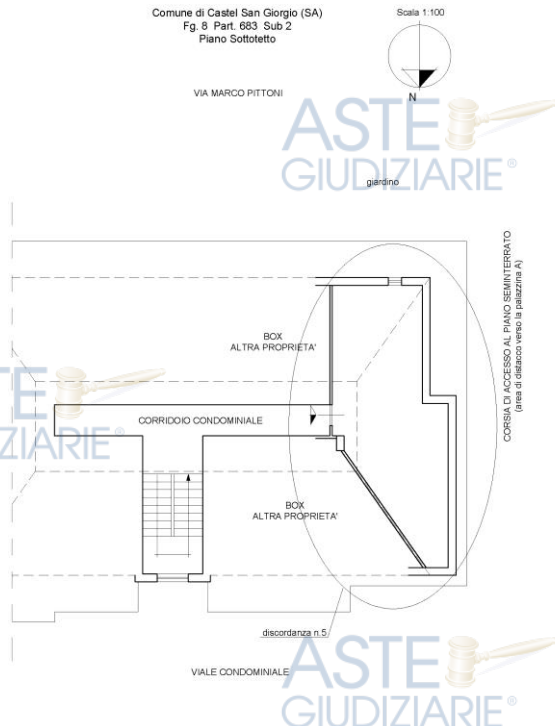 Comune di Castel San Giorgio (SA)
Fg. 8 Part. 683 Sub 2
Piano Sottotetto
Scala 1:100
N
VIA MARCO PITTONI
ASTE
GIUDIZIARIE®
giardino
CORSIA DI ACCESSO AL PIANO SEMINTERRATO
(area di distacco verso la palazzina A)
BOX
ALTRA PROPRIETA'
TE
ZIARIE®
CORRIDOIO CONDOMINIALE
BOX
ALTRA PROPRIETA'
discordanza n.5
VIALE CONDOMINIALE
ASTE
GIUDIZIARIE®